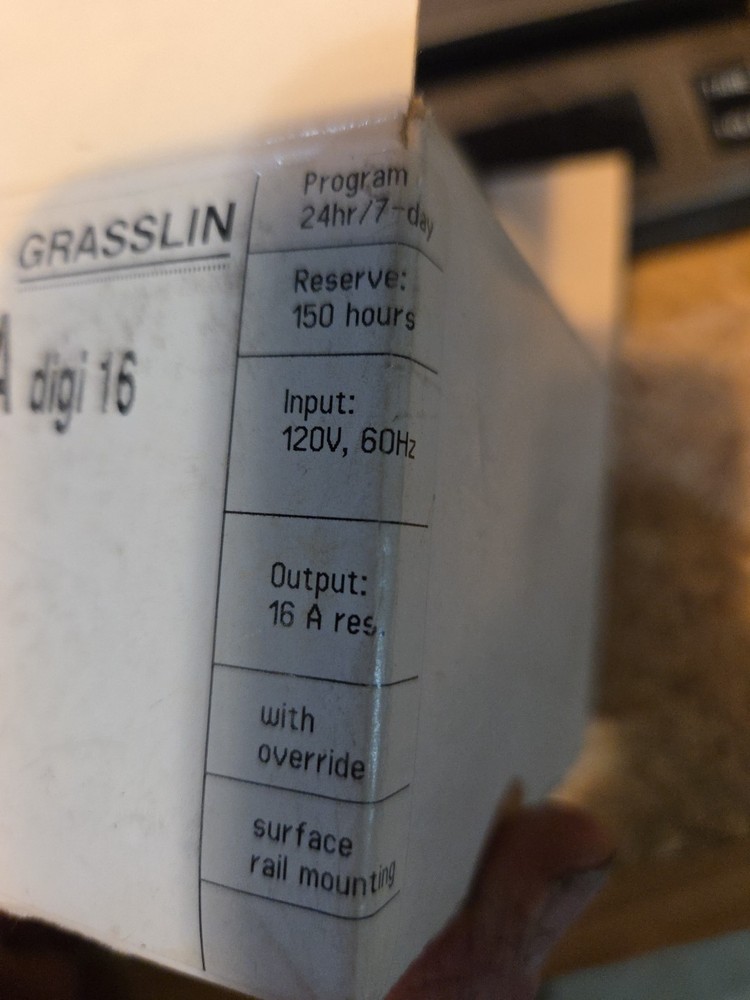 GRASSLIN
digi 16
Program
24hr/7-day
Reserve:
150 hours
Input:
120V, 60Hz
Output:
16 A res.
with
override
surface
rail mounting